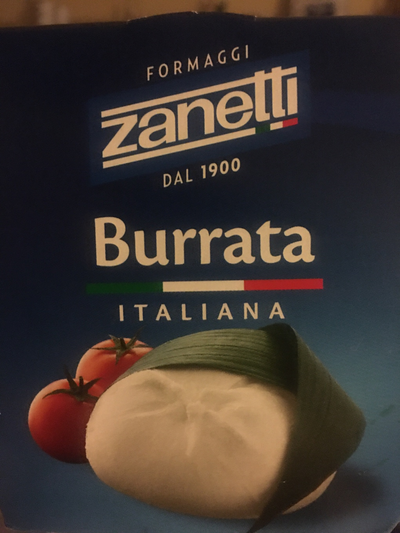 FORMAGGI
zanetti
DAL 1900
Burrata
ITALIANA